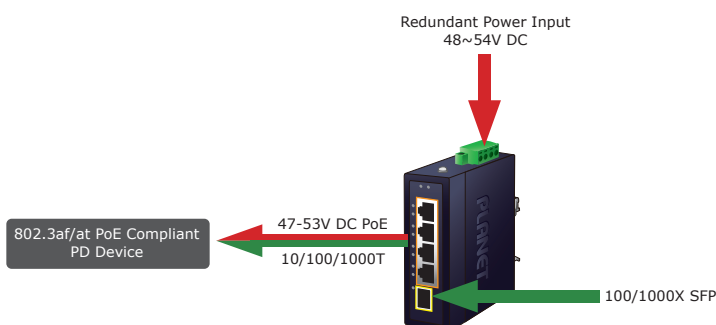 Redundant Power Input
48~54V DC
PLANET
47-53V DC PoE
802.3af/at PoE Compliant
PD Device
10/100/1000T
100/1000X SFP